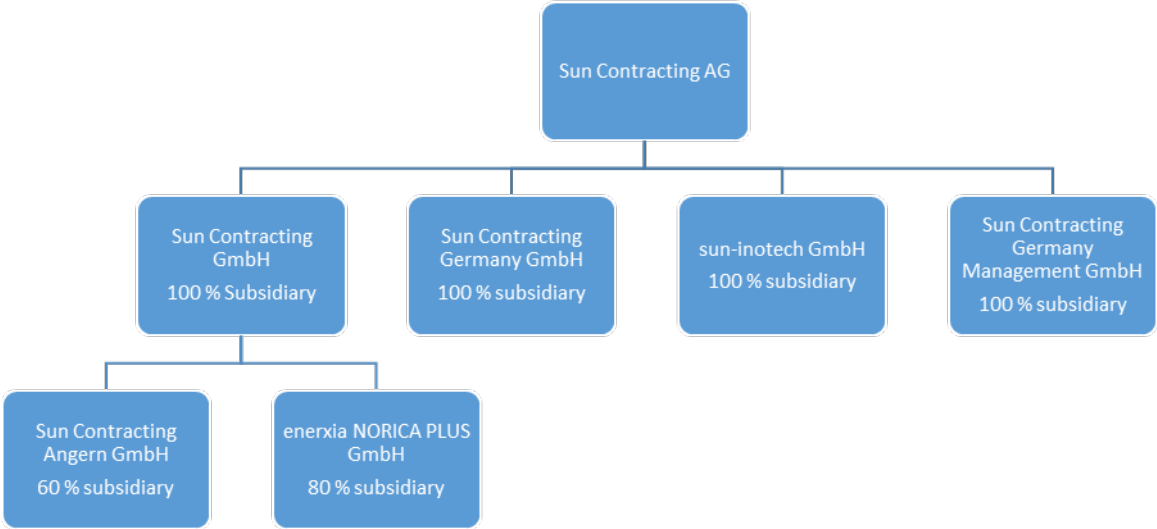 Sun Contracting AG
Sun Contracting
GmbH
100 % Subsidiary
Sun Contracting
Germany GmbH
100 % subsidiary
sun-inotech GmbH
100 % subsidiary
Sun Contracting
Germany
Management GmbH
100 % subsidiary
Sun Contracting
Angern GmbH
60 % subsidiary
enerxia NORICA PLUS
GmbH
80 % subsidiary